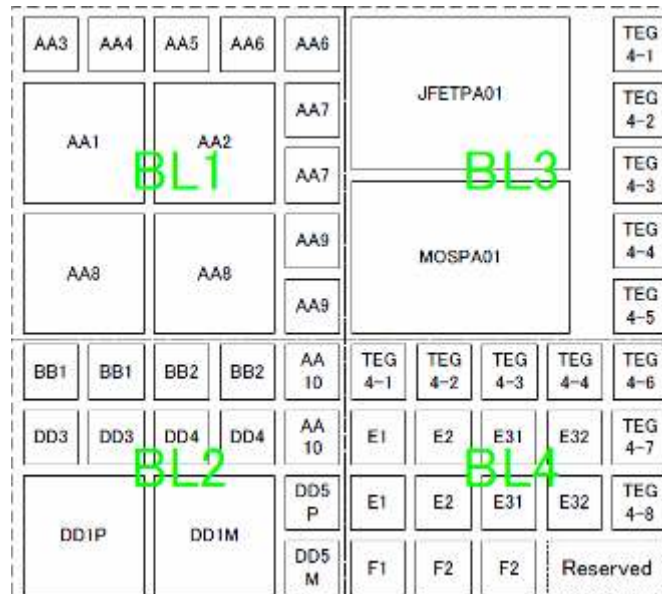 AA3 AA4 AA5 AA6 AA6 JFETPA01 TEG
4-1
AA1 AA2 AA7 TEG
4-2
BL1 BL3
AA7 TEG
4-3
AA8 AA8 AA9 MOSPA01 TEG
4-4
AA9 TEG
4-5
BB1 BB1 BB2 BB2 AA
10
TEG
4-1
TEG
4-2
TEG
4-3
TEG
4-4
TEG
4-6
DD3 DD3 DD4 DD4 AA
10
E1 E2 E31 E32 TEG
4-7
BL2 BL4
DD1P DD1M DD5
P
E1 E2 E31 E32 TEG
4-8
DD5
M
F1 F2 F2 Reserved